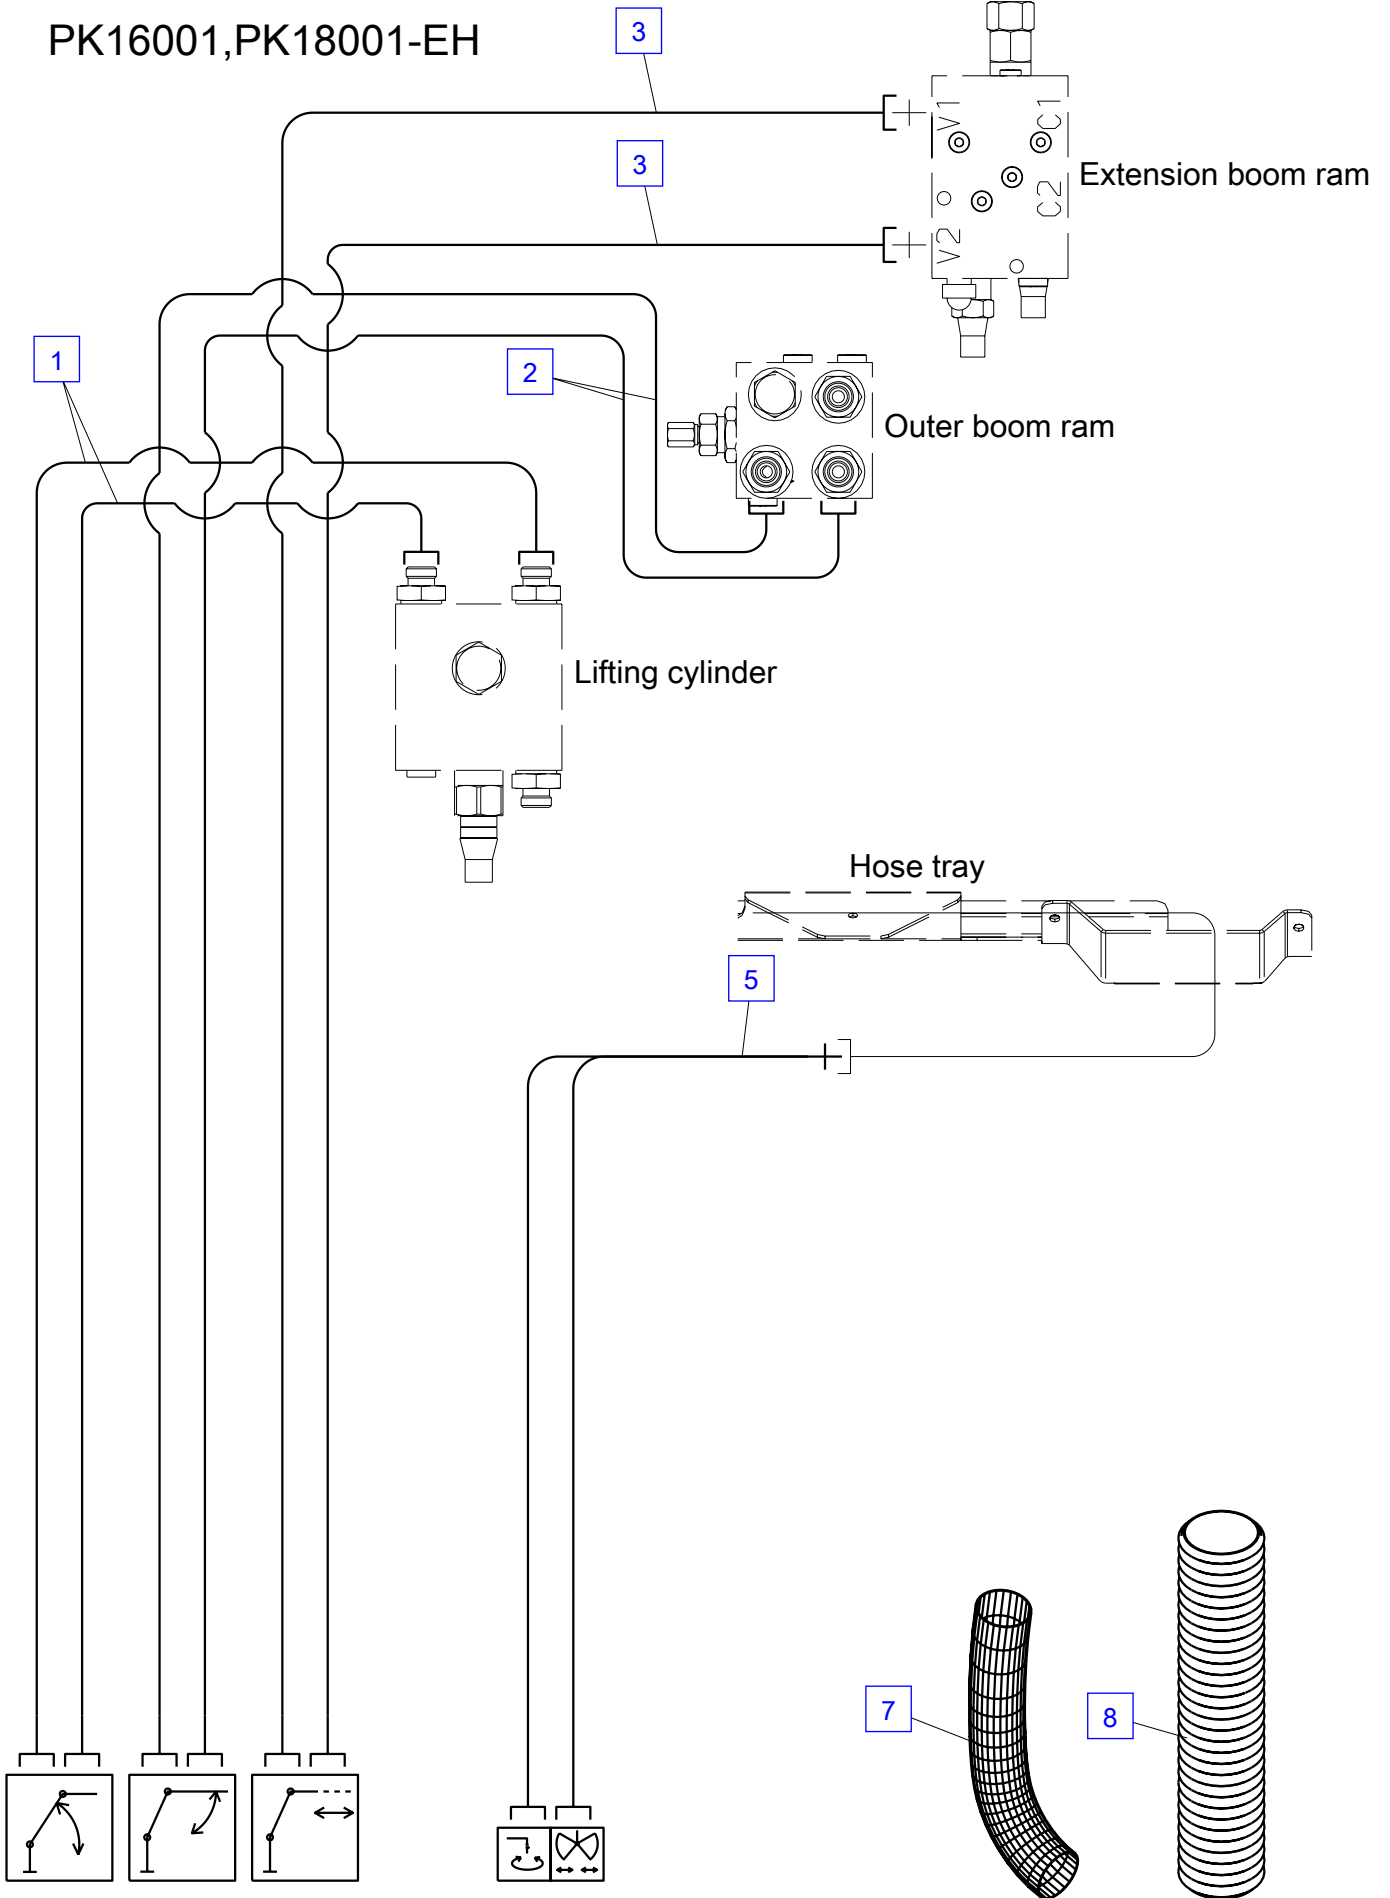 PK16001,PK18001-EH
3
V1
C1
3
Extension boom ram
C2
V2
1
2
Outer boom ram
Lifting cylinder
Hose tray
5
7
8